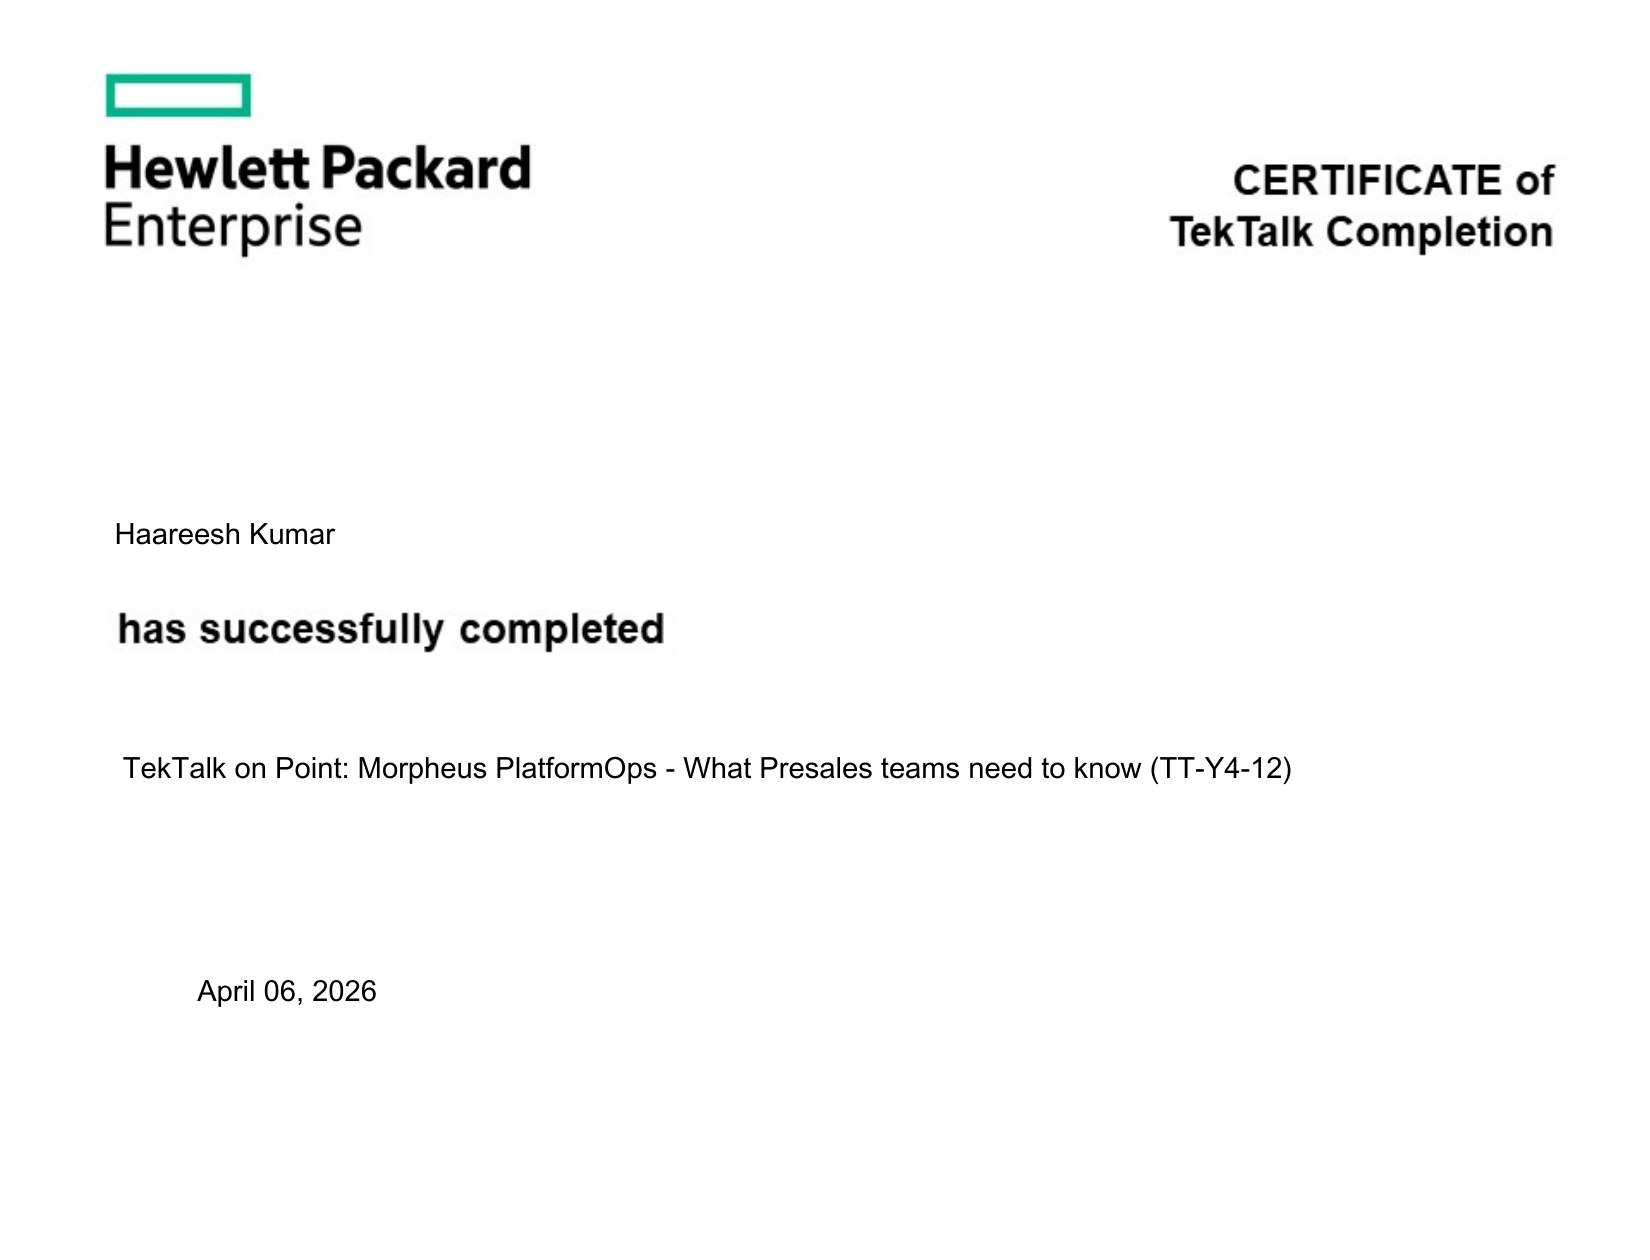 Hewlett Packard
Enterprise
CERTIFICATE of
TekTalk Completion
Haareesh Kumar
has successfully completed
TekTalk on Point: Morpheus PlatformOps - What Presales teams need to know (TT-Y4-12)
April 06, 2026